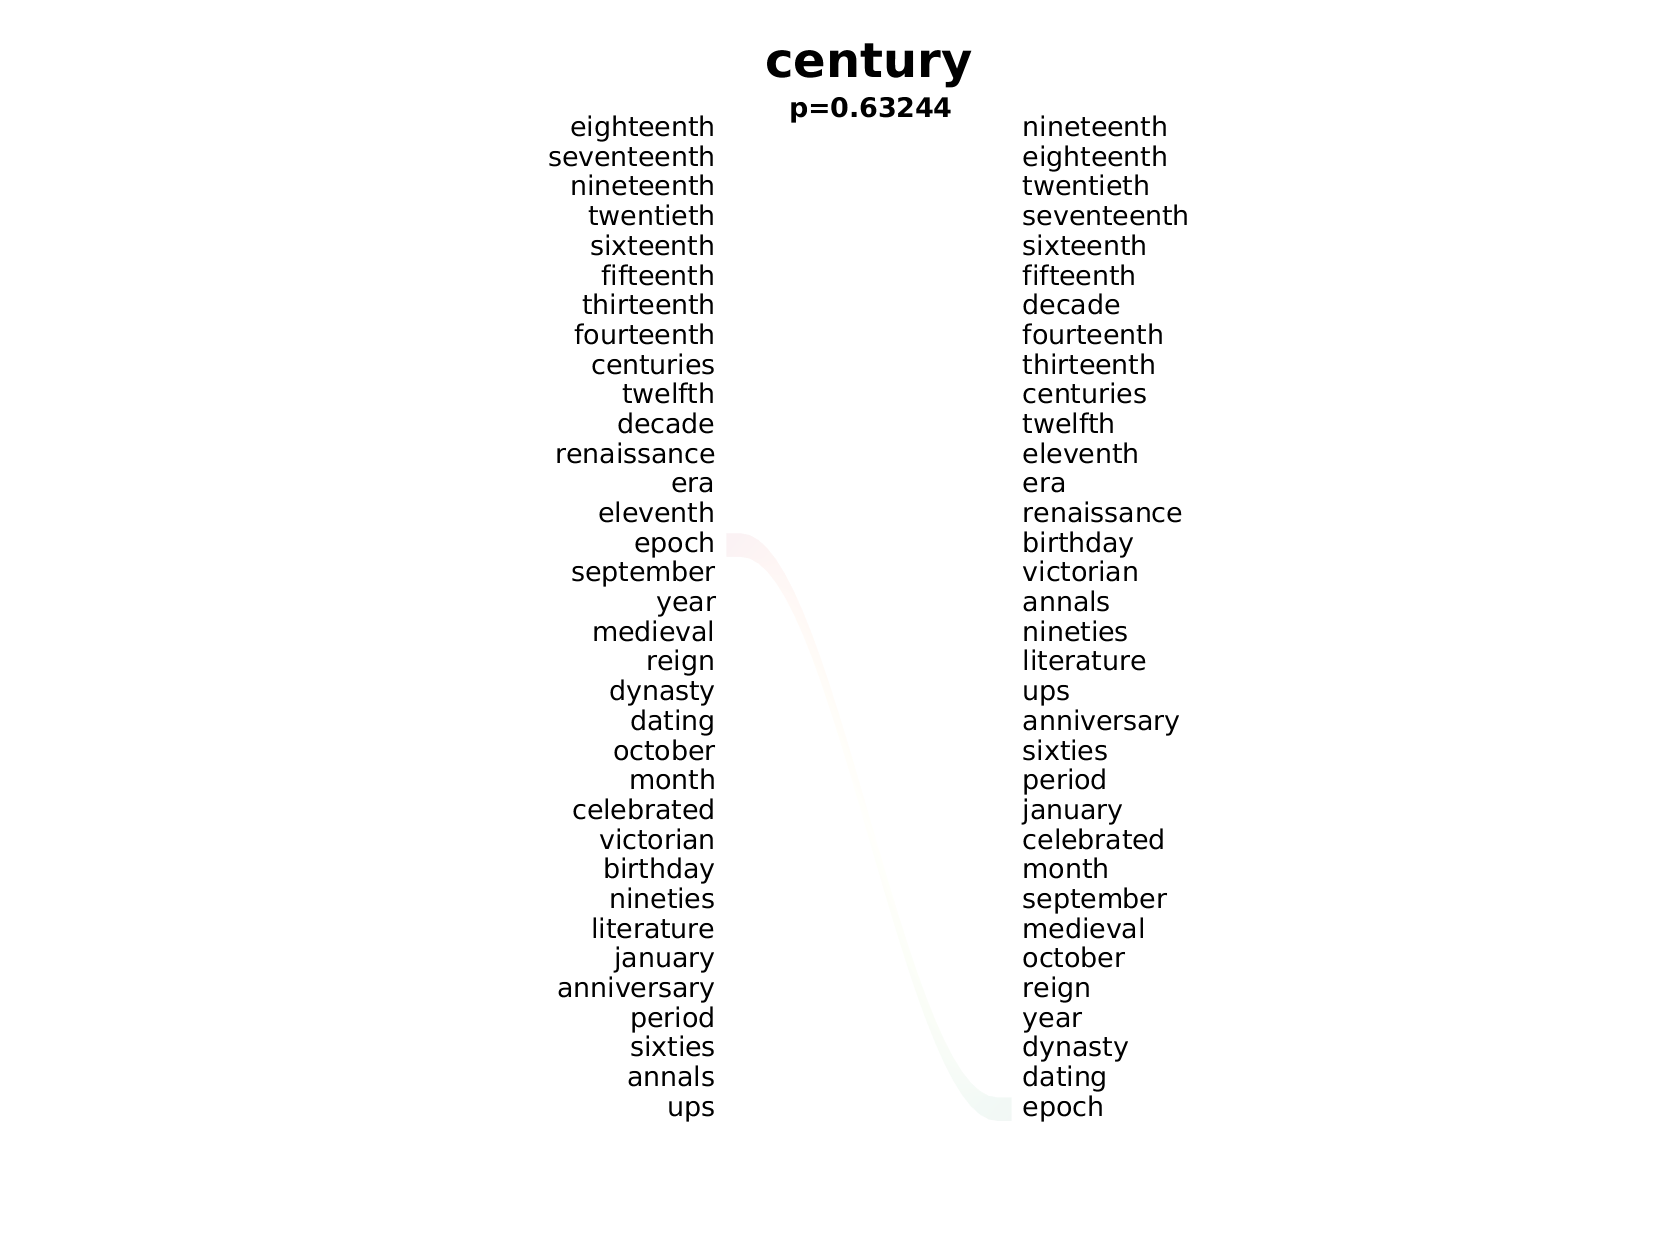 century
p=0.63244
eighteenth
seventeenth
nineteenth
twentieth
sixteenth
fifteenth
thirteenth
fourteenth
centuries
twelfth
decade
renaissance
era
eleventh
epoch
september
year
medieval
reign
dynasty
dating
october
month
celebrated
victorian
birthday
nineties
literature
january
anniversary
period
sixties
annals
ups
nineteenth
eighteenth
twentieth
seventeenth
sixteenth
fifteenth
decade
fourteenth
thirteenth
centuries
twelfth
eleventh
era
renaissance
birthday
victorian
annals
nineties
literature
ups
anniversary
sixties
period
january
celebrated
month
september
medieval
october
reign
year
dynasty
dating
epoch